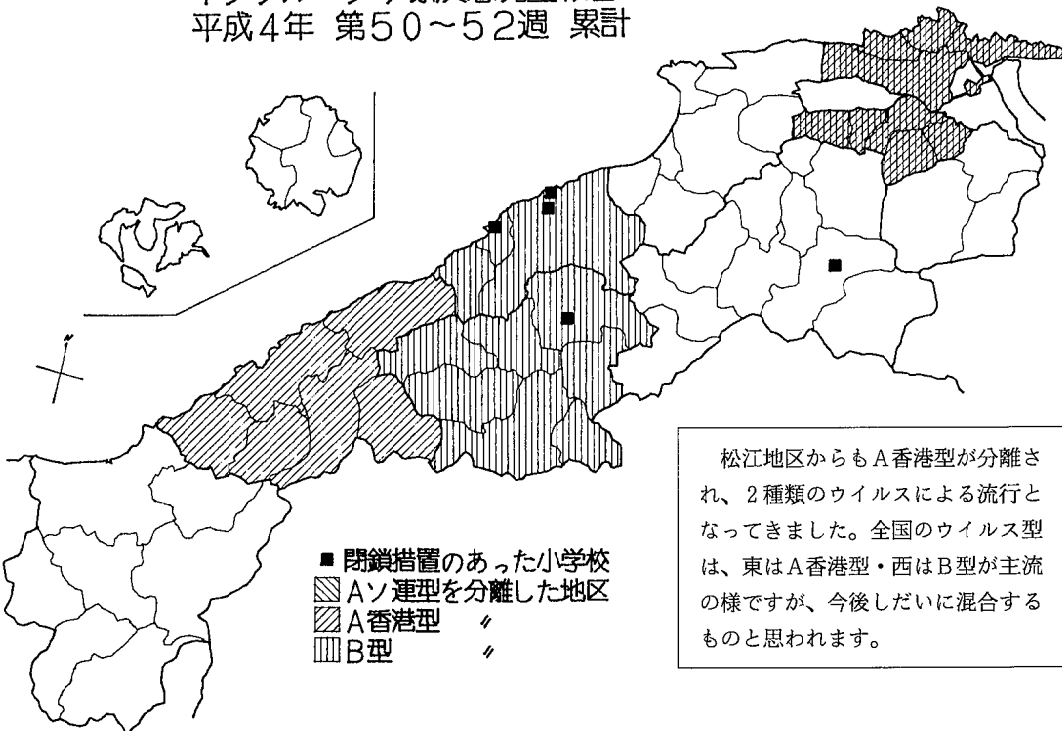 平成4年 第50～52週 累計
■ 閉鎖措置のあった小学校
Aソ連型を分離した地区
A香港型 〃
B型 〃
松江地区からもA香港型が分離さ
れ、2種類のウイルスによる流行と
なってきました。全国のウイルス型
は、東はA香港型・西はB型が主流
の様ですが、今後しだいに混合する
ものと思われます。